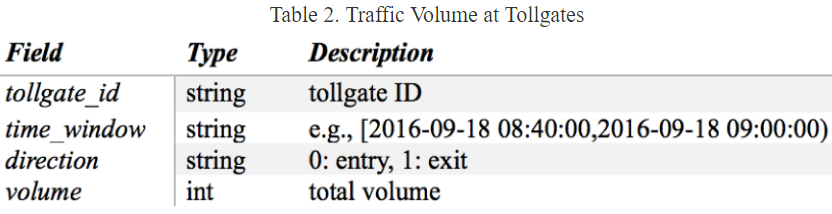 Table 2. Traffic Volume at Tollgates
Field Type Description
tollgate_id string tollgate ID
time_window string e.g., [2016-09-18 08:40:00,2016-09-18 09:00:00)
direction string 0: entry, 1: exit
volume int total volume